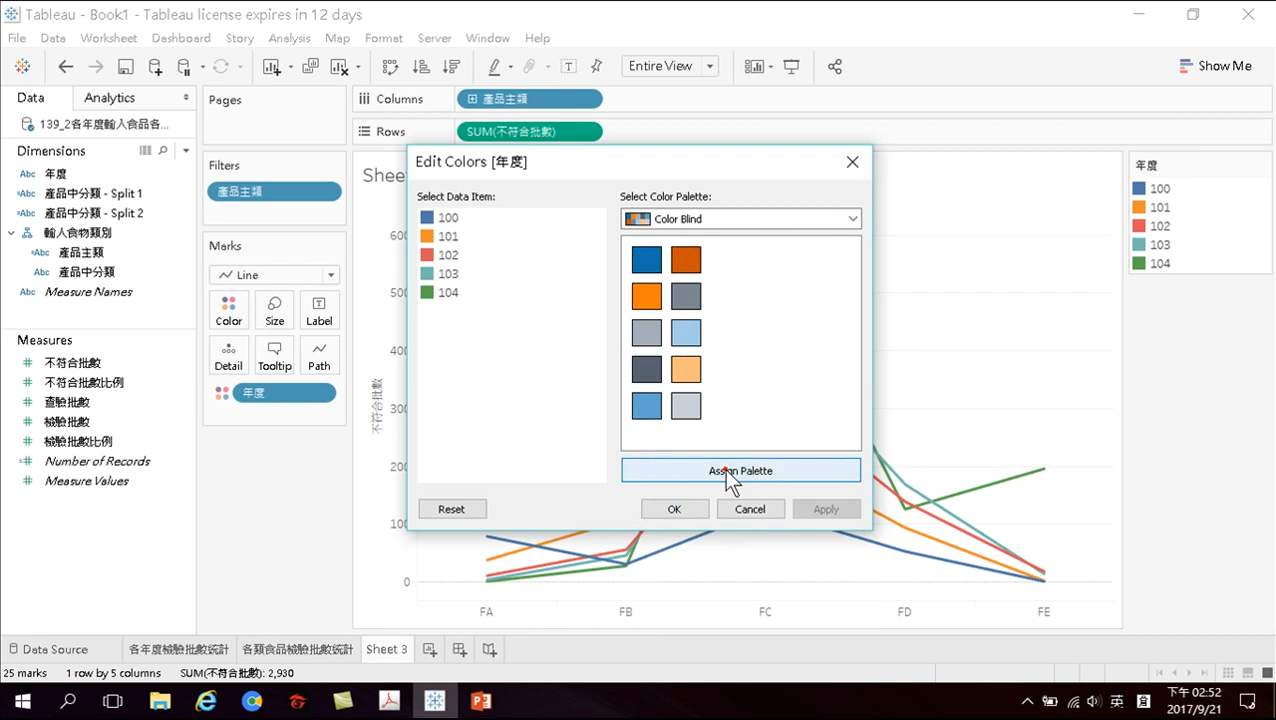 Tableau - Book1 - Tableau license expires in 12 days
File Data Worksheet Dashboard Story Analysis Map Format Server Window Help
Entire View
Show Me
Data Analytics
139_2各年度輸入食品各...
Dimensions
Abc 年度
Abc 產品中分類 - Split 1
Abc 產品中分類 - Split 2
輸入食物類別
Abc 產品主類
Abc 產品中分類
Abc Measure Names
Measures
不符合批數
不符合批數比例
查驗批數
檢驗批數
檢驗批數比例
Number of Records
Measure Values
Pages
Filters
產品主類
Marks
Line
Color Size Label
Detail Tooltip Path
年度
Columns 產品主類
Rows SUM(不符合批數)
Edit Colors [年度]
Select Data Item:
100
101
102
103
104
Select Color Palette:
Color Blind
Assign Palette
Reset OK Cancel Apply
不符合批數
200
0
FA FB FC FD FE
年度
100
101
102
103
104
Data Source 各年度檢驗批數統計 各類食品檢驗批數統計 Sheet 3
25 marks 1 row by 5 columns SUM(不符合批數): 2,930
英
下午 02:52
2017/9/21